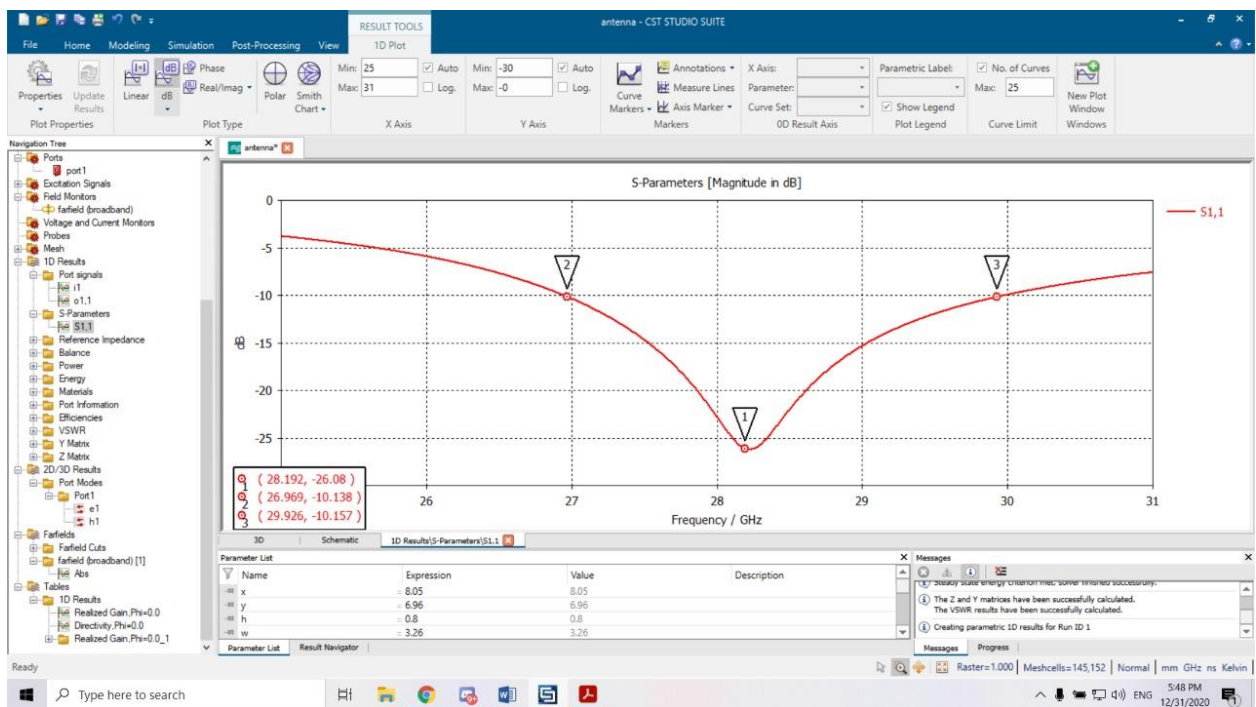 RESULT TOOLS
antenna - CST STUDIO SUITE
File Home Modeling Simulation Post-Processing View 1D Plot
Properties
Update Results
Plot Properties
Linear
dB
Phase
Real/Imag
Polar
Smith Chart
Plot Type
Min: 25 Auto
Max: 31 Log.
X Axis
Min: -30 Auto
Max: -0 Log.
Y Axis
Curve Markers
Annotations
Measure Lines
Axis Marker
Markers
X Axis:
Parameter:
Curve Set:
0D Result Axis
Parametric Label:
Show Legend
Plot Legend
No. of Curves
Max: 25
Curve Limit
New Plot Window
Windows
Navigation Tree
Ports
port1
Excitation Signals
Field Monitors
farfield (broadband)
Voltage and Current Monitors
Probes
Mesh
1D Results
Port signals
i1
o1,1
S-Parameters
S1,1
Reference Impedance
Balance
Power
Energy
Materials
Port Information
Efficiencies
VSWR
Y Matrix
Z Matrix
2D/3D Results
Port Modes
Port1
e1
h1
Farfields
Farfield Cuts
farfield (broadband) [1]
Abs
Tables
1D Results
Realized Gain,Phi=0.0
Directivity,Phi=0.0
Realized Gain,Phi=0.0_1
antenna*
S-Parameters [Magnitude in dB]
S1,1
0
-5
-10
-15
-20
-25
dB
2
3
1
1 ( 28.192, -26.08 )
2 ( 26.969, -10.138 )
3 ( 29.926, -10.157 )
26 27 28 29 30 31
Frequency / GHz
3D Schematic 1D Results\S-Parameters\S1,1
Parameter List
Name Expression Value Description
x = 8.05 8.05
y = 6.96 6.96
h = 0.8 0.8
w = 3.26 3.26
Parameter List Result Navigator
Messages
Steady state energy criterion met, solver finished successfully.
The Z and Y matrices have been successfully calculated.
The VSWR results have been successfully calculated.
Creating parametric 1D results for Run ID 1
Messages Progress
Ready
Raster=1.000 Meshcells=145,152 Normal mm GHz ns Kelvin
Type here to search
ENG
5:48 PM
12/31/2020
1